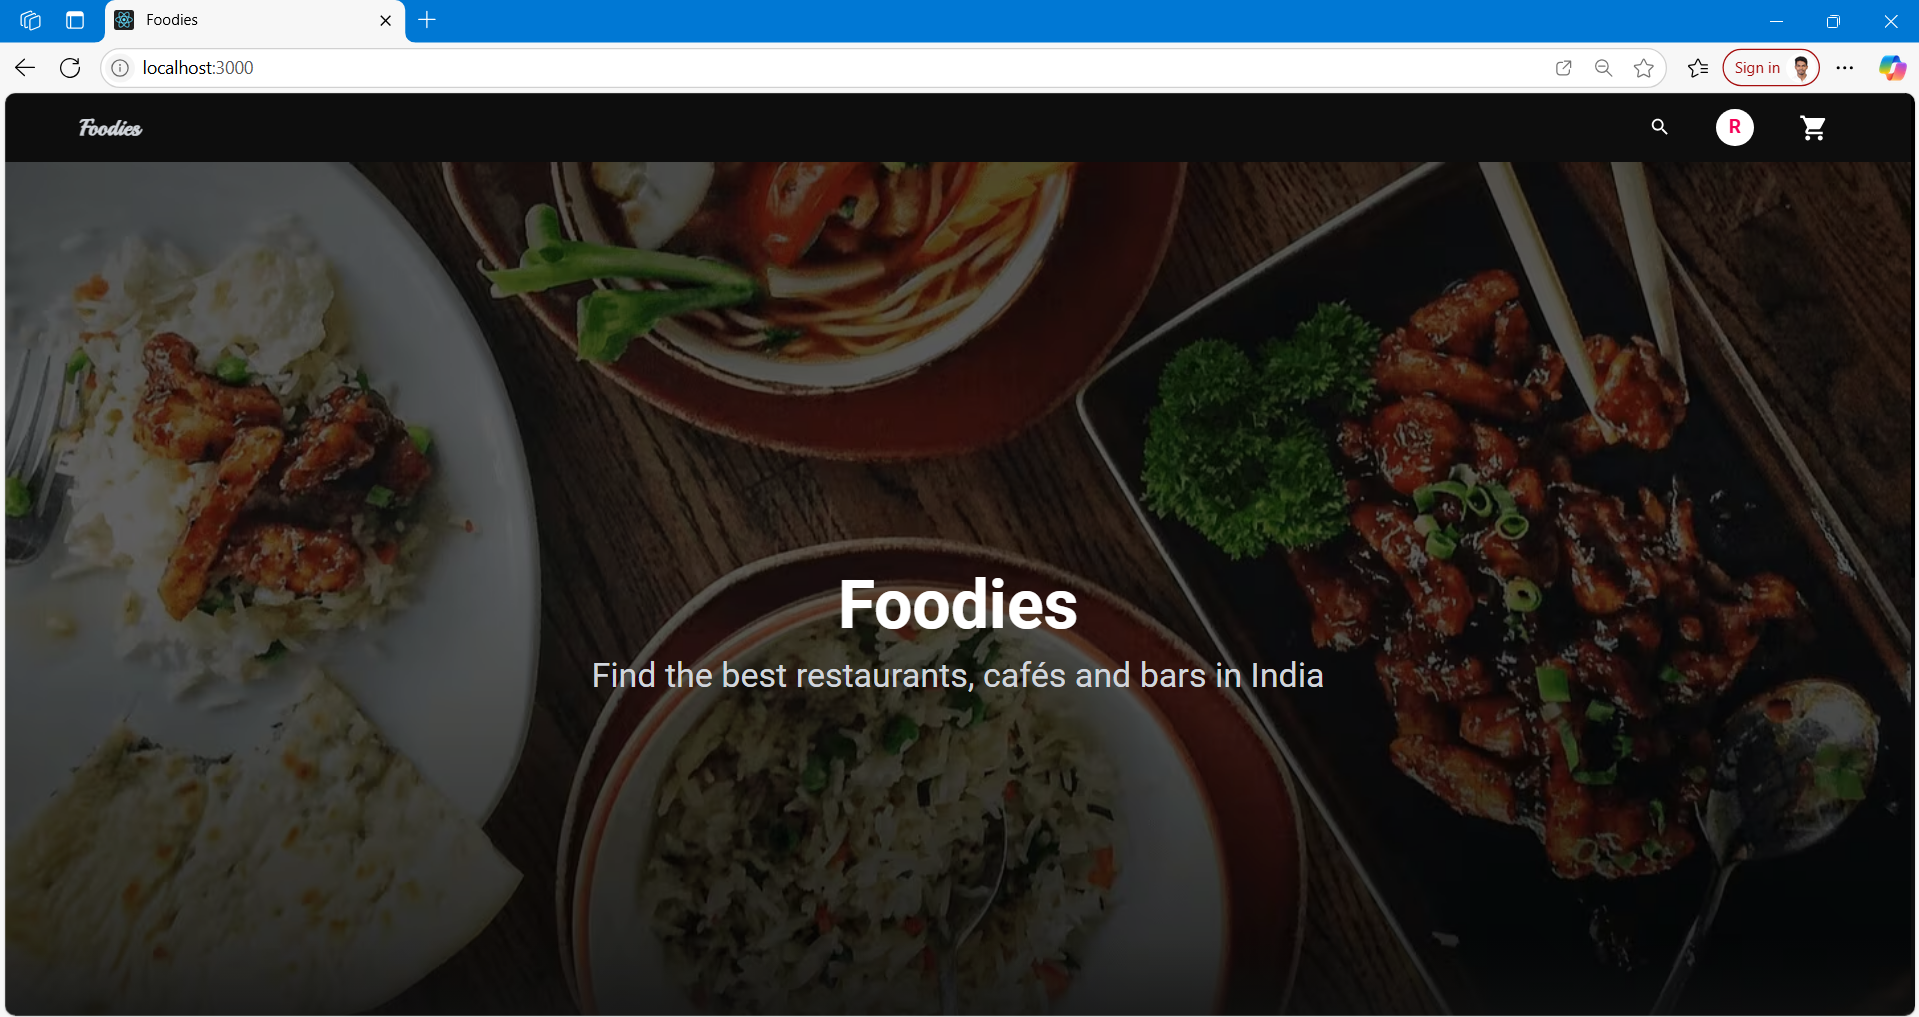 Foodies
localhost:3000
Sign in
Foodies
R
Foodies
Find the best restaurants, cafés and bars in India